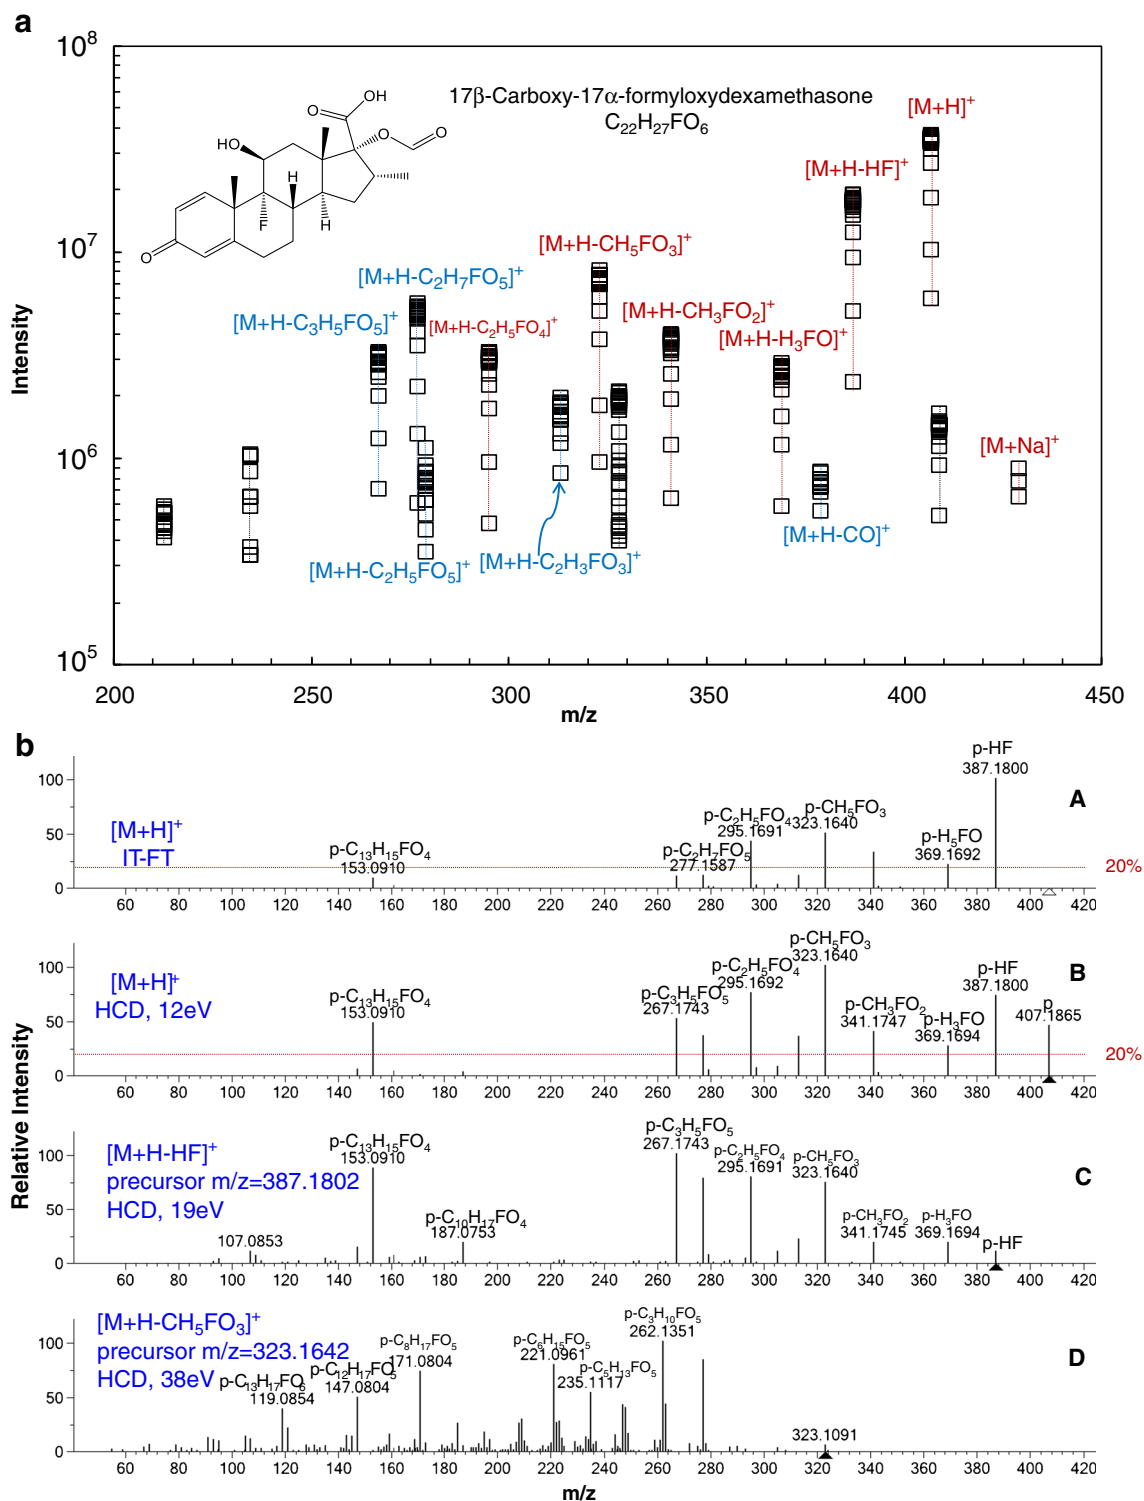 a
10⁸
17β-Carboxy-17α-formyloxydexamethasone
C₂₂H₂₇FO₆
OH
O
HO
O
O
H
F
H
O
[M+H]⁺
[M+H-HF]⁺
[M+H-CH₅FO₃]⁺
10⁷
[M+H-C₂H₇FO₅]⁺
[M+H-C₃H₅FO₅]⁺
[M+H-C₂H₅FO₄]⁺
[M+H-CH₃FO₂]⁺
[M+H-H₃FO]⁺
Intensity
10⁶
[M+Na]⁺
[M+H-CO]⁺
[M+H-C₂H₅FO₅]⁺
[M+H-C₂H₃FO₃]⁺
10⁵
200 250 300 350 400 450
m/z
b
Relative Intensity
A
[M+H]⁺
IT-FT
p-HF
387.1800
p-C₂H₅FO₄
295.1691
p-CH₅FO₃
323.1640
p-H₅FO
369.1692
p-C₁₃H₁₅FO₄
153.0910
p-C₂H₇FO₅
277.1587
20%
100
50
0
60 80 100 120 140 160 180 200 220 240 260 280 300 320 340 360 380 400 420
B
[M+H]⁺
HCD, 12eV
p-CH₅FO₃
323.1640
p-C₂H₅FO₄
295.1692
p-HF
387.1800
p-C₁₃H₁₅FO₄
153.0910
p-C₃H₅FO₅
267.1743
p-CH₃FO₂
341.1747
p-H₃FO
369.1694
p
407.1865
20%
100
50
0
60 80 100 120 140 160 180 200 220 240 260 280 300 320 340 360 380 400 420
C
[M+H-HF]⁺
precursor m/z=387.1802
HCD, 19eV
p-C₁₃H₁₅FO₄
153.0910
p-C₃H₅FO₅
267.1743
p-C₂H₅FO₄
295.1691
p-CH₅FO₃
323.1640
107.0853
p-C₁₀H₁₇FO₄
187.0753
p-CH₃FO₂
341.1745
p-H₃FO
369.1694
p-HF
100
50
0
60 80 100 120 140 160 180 200 220 240 260 280 300 320 340 360 380 400 420
D
[M+H-CH₅FO₃]⁺
precursor m/z=323.1642
HCD, 38eV
p-C₃H₁₀FO₅
262.1351
p-C₈H₁₇FO₅
171.0804
p-C₆H₁₅FO₅
221.0961
p-C₅H₁₃FO₅
235.1117
p-C₁₂H₁₇FO₅
147.0804
p-C₁₃H₁₇FO₆
119.0854
323.1091
100
50
0
60 80 100 120 140 160 180 200 220 240 260 280 300 320 340 360 380 400 420
m/z